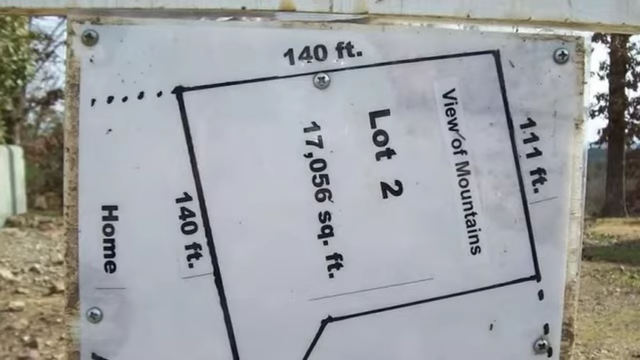 140 ft.
111 ft.
View of Mountains
Lot 2
17,056 sq. ft.
140 ft.
Home